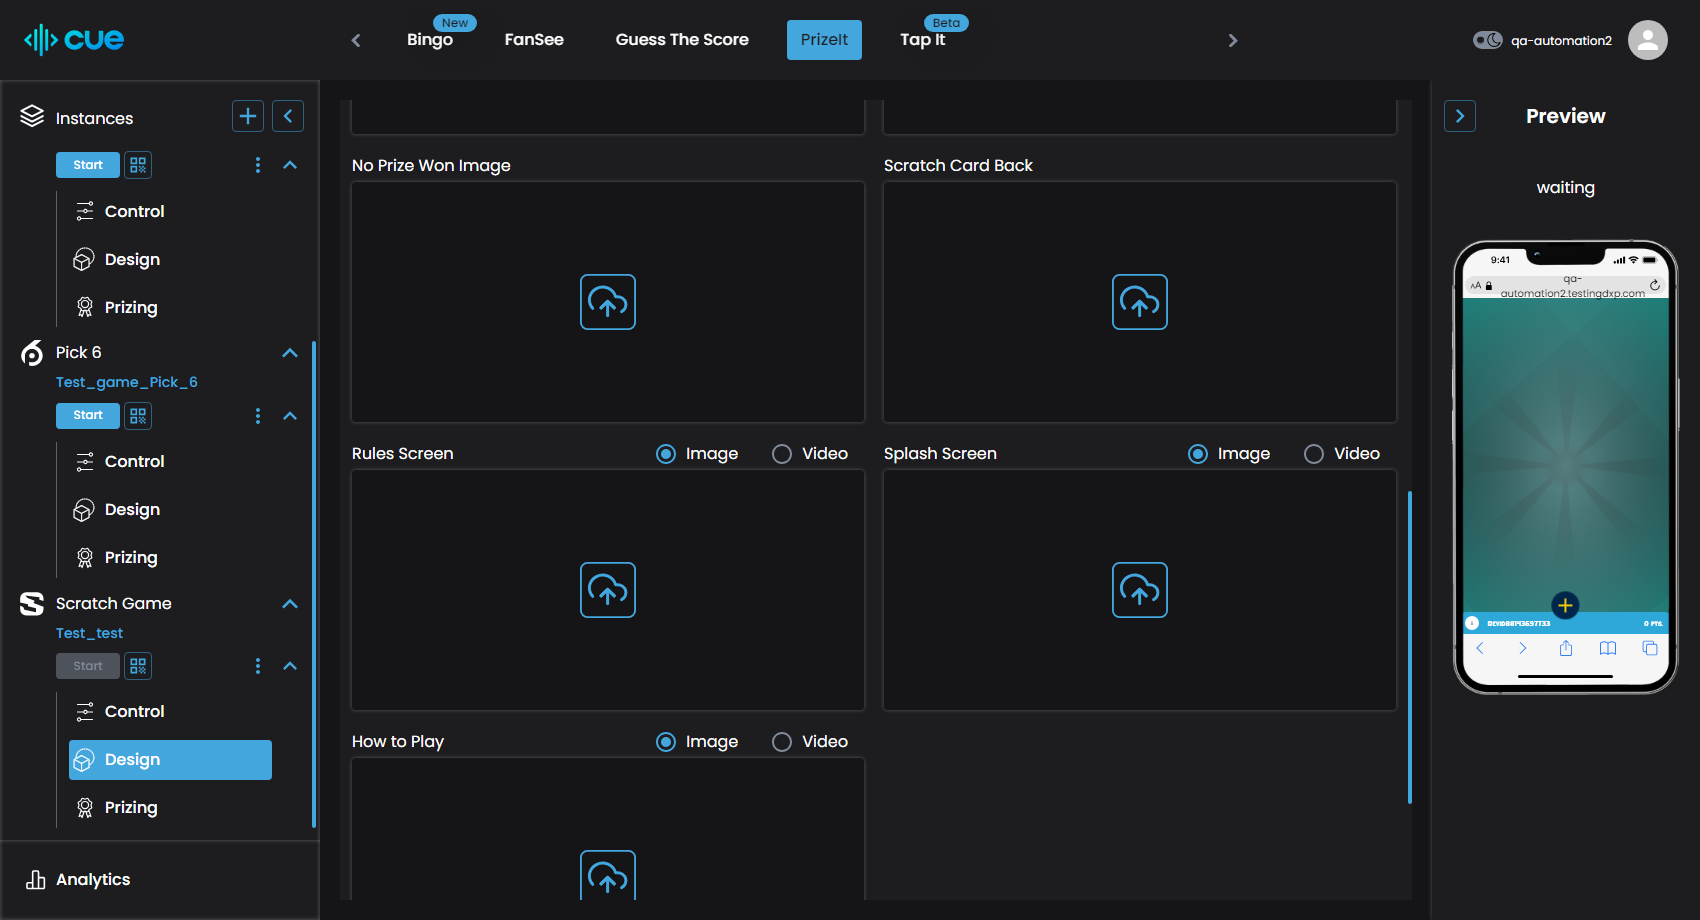 cue
New
Bingo
FanSee
Guess The Score
PrizeIt
Beta
Tap It
qa-automation2
Instances
Start
Control
Design
Prizing
Pick 6
Test_game_Pick_6
Start
Control
Design
Prizing
Scratch Game
Test_test
Start
Control
Design
Prizing
Analytics
No Prize Won Image
Scratch Card Back
Rules Screen
Image
Video
Splash Screen
Image
Video
How to Play
Image
Video
Preview
waiting
9:41
AA
qa-
automation2.testingdxp.com
0 PTS.